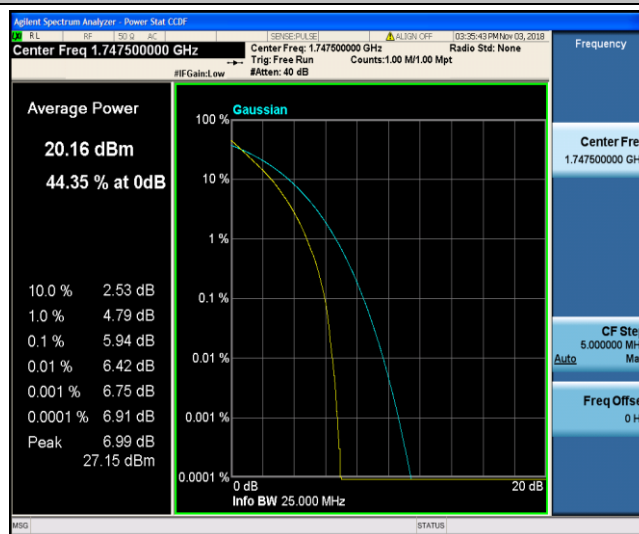 Agilent Spectrum Analyzer - Power Stat CCDF
RL RF 50 Ω AC SENSE:PULSE ALIGN OFF 03:35:43 PM Nov 03, 2018
Center Freq 1.747500000 GHz
Center Freq: 1.747500000 GHz Radio Std: None
Trig: Free Run Counts:1.00 M/1.00 Mpt
#IFGain:Low #Atten: 40 dB
Frequency
Average Power
20.16 dBm
44.35 % at 0dB
10.0 % 2.53 dB
1.0 % 4.79 dB
0.1 % 5.94 dB
0.01 % 6.42 dB
0.001 % 6.75 dB
0.0001 % 6.91 dB
Peak 6.99 dB
27.15 dBm
Gaussian
100 %
10 %
1 %
0.1 %
0.01 %
0.001 %
0.0001 %
0 dB 20 dB
Info BW 25.000 MHz
Center Fre
1.747500000 GH
CF Ste
5.000000 MH
Auto Ma
Freq Offse
0 H
MSG STATUS